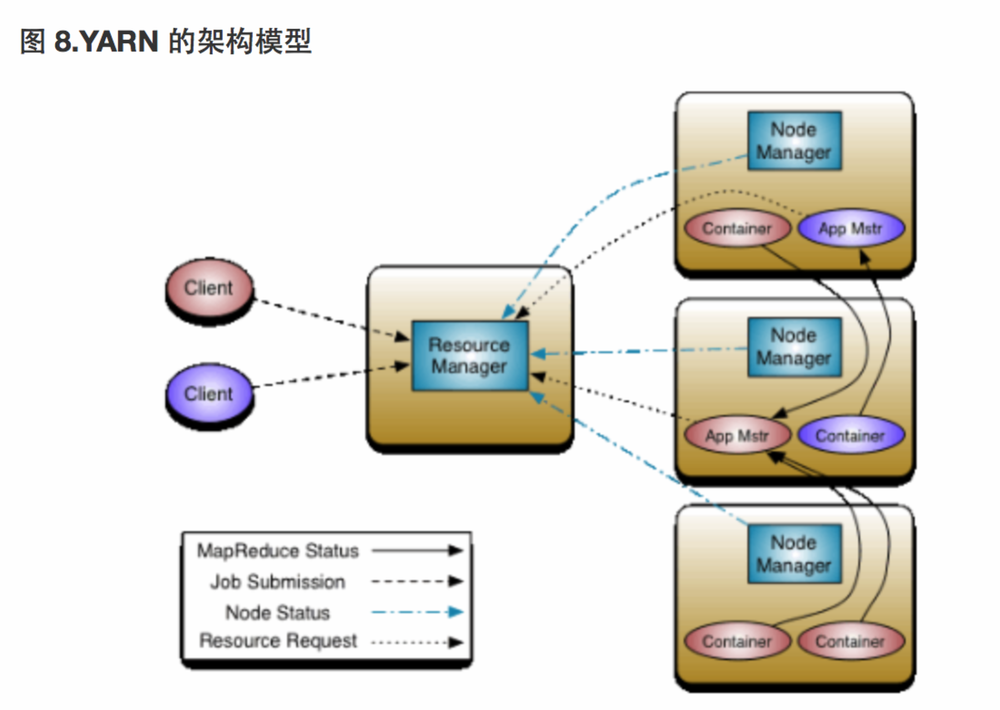 图 8.YARN 的架构模型
Client
Client
Resource
Manager
Node
Manager
Container
App Mstr
Node
Manager
App Mstr
Container
Node
Manager
Container
Container
MapReduce Status
Job Submission
Node Status
Resource Request